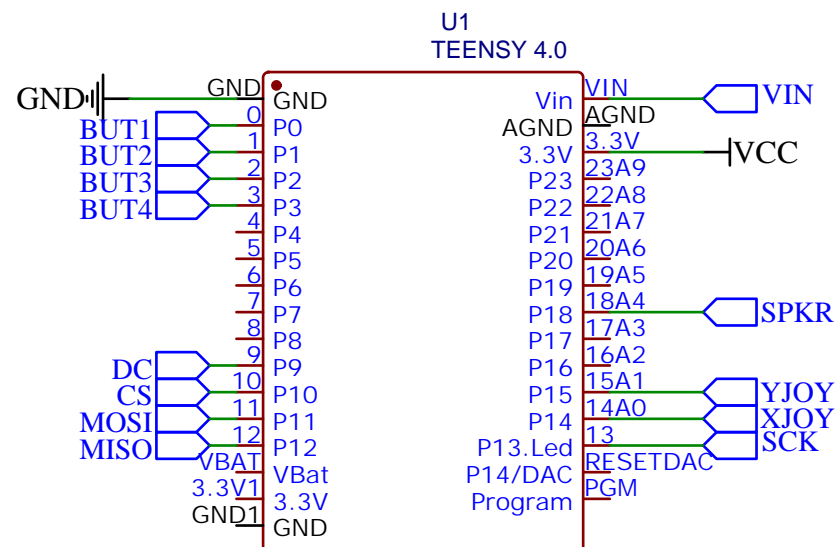 U1
TEENSY 4.0
GND GND GND Vin VIN VIN
BUT1 0 P0 AGND AGND
BUT2 1 P1 3.3V 3.3V VCC
BUT3 2 P2 P23 23A9
BUT4 3 P3 P22 22A8
4 P4 P21 21A7
5 P5 P20 20A6
6 P6 P19 19A5
7 P7 P18 18A4 SPKR
8 P8 P17 17A3
DC 9 P9 P16 16A2
CS 10 P10 P15 15A1 YJOY
MOSI 11 P11 P14 14A0 XJOY
MISO 12 P12 P13.Led 13 SCK
VBAT VBat P14/DAC RESETDAC
3.3V1 3.3V Program PGM
GND1 GND